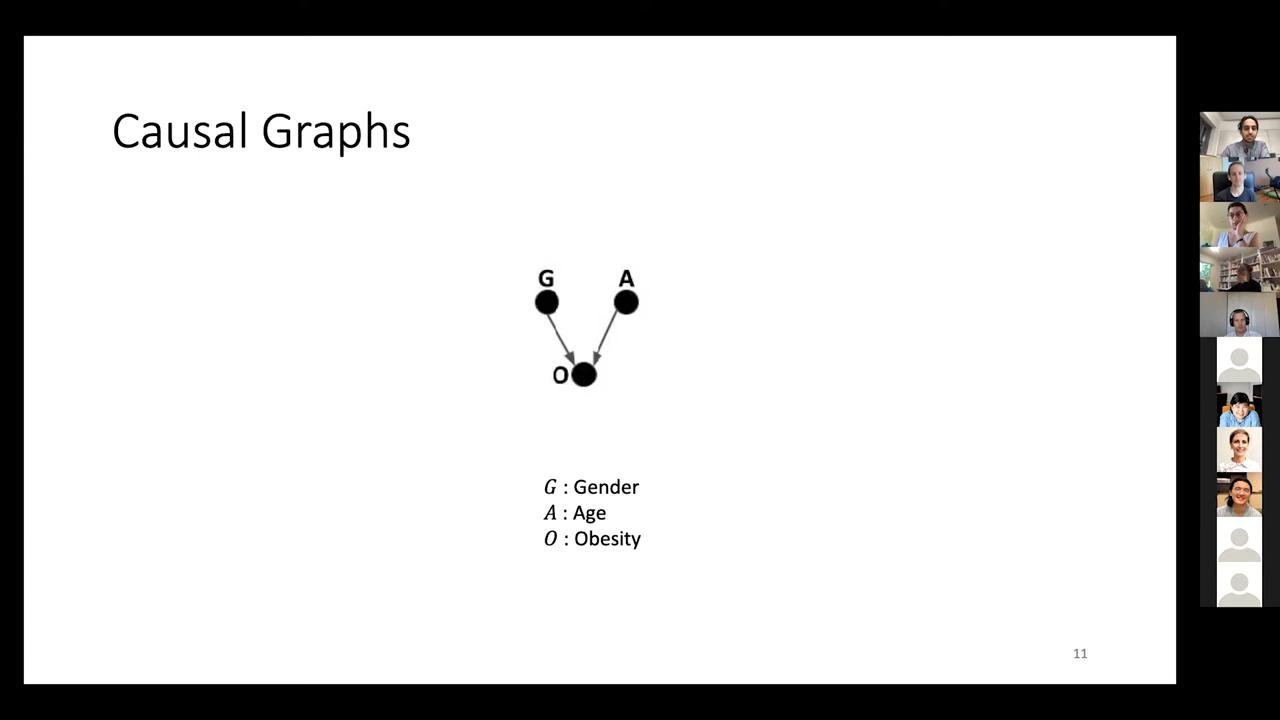 Causal Graphs
G A
O
G : Gender
A : Age
O : Obesity
11